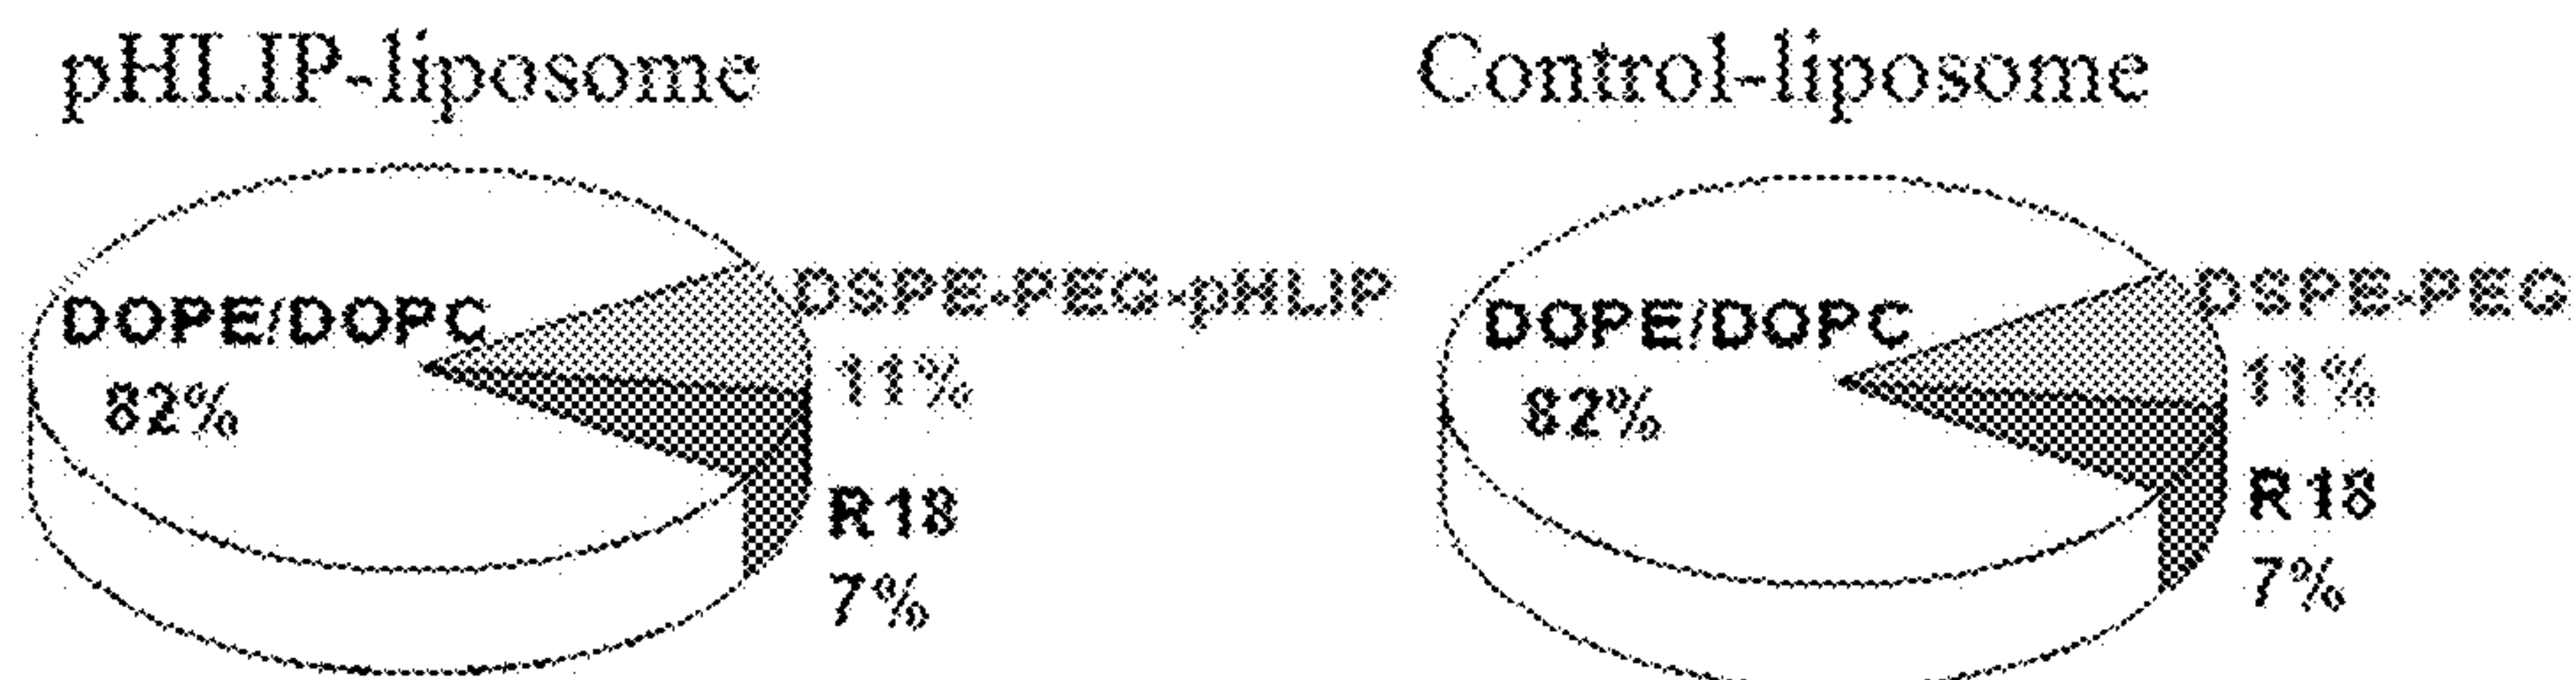 pHLIP-liposome
DOPE/DOPC
82%
DSPE-PEG-pHLIP
11%
R18
7%
Control-liposome
DOPE/DOPC
82%
DSPE-PEG
11%
R18
7%